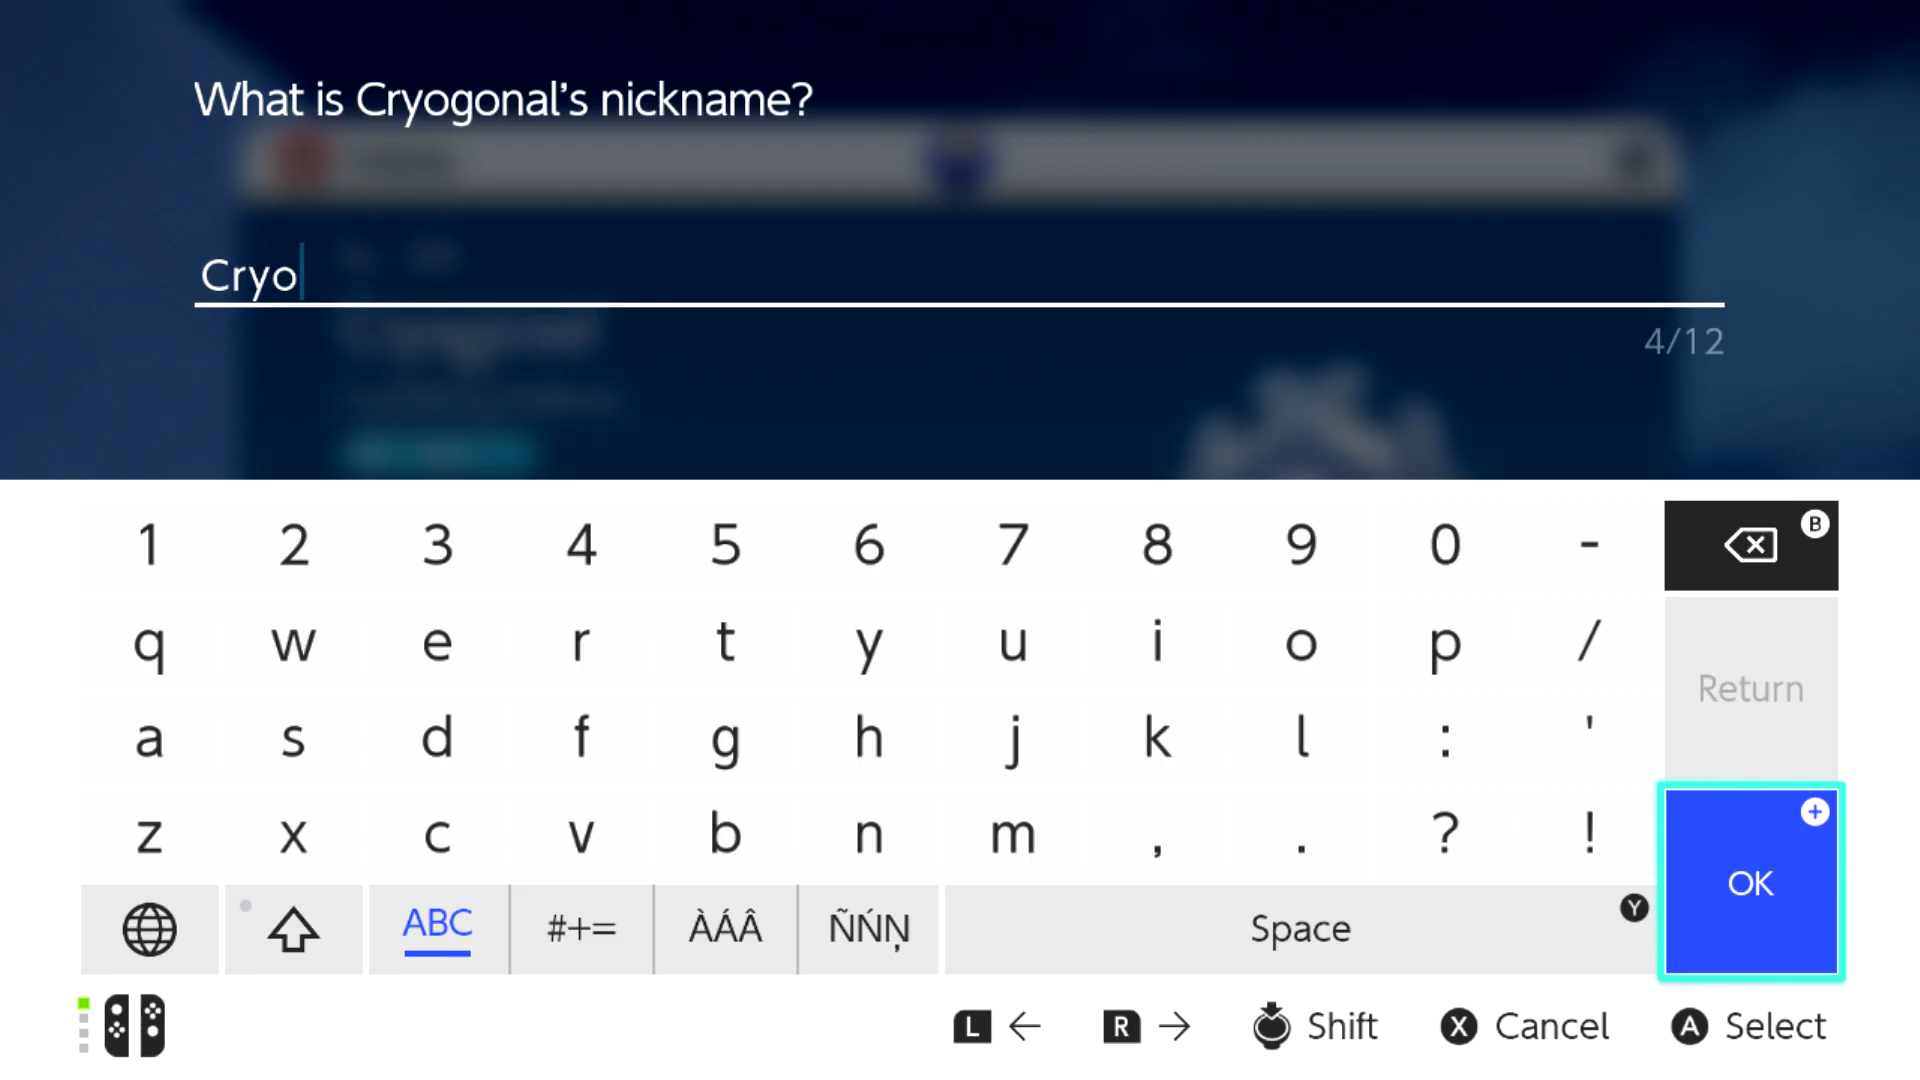 What is Cryogonal's nickname?
Cryo
4/12
1 2 3 4 5 6 7 8 9 0 - B
q w e r t y u i o p /
Return
a s d f g h j k l : '
z x c v b n m , . ? ! +
OK
ABC #+= ÀÁÂ ÑŃŅ Space Y
L ← R → Shift X Cancel A Select